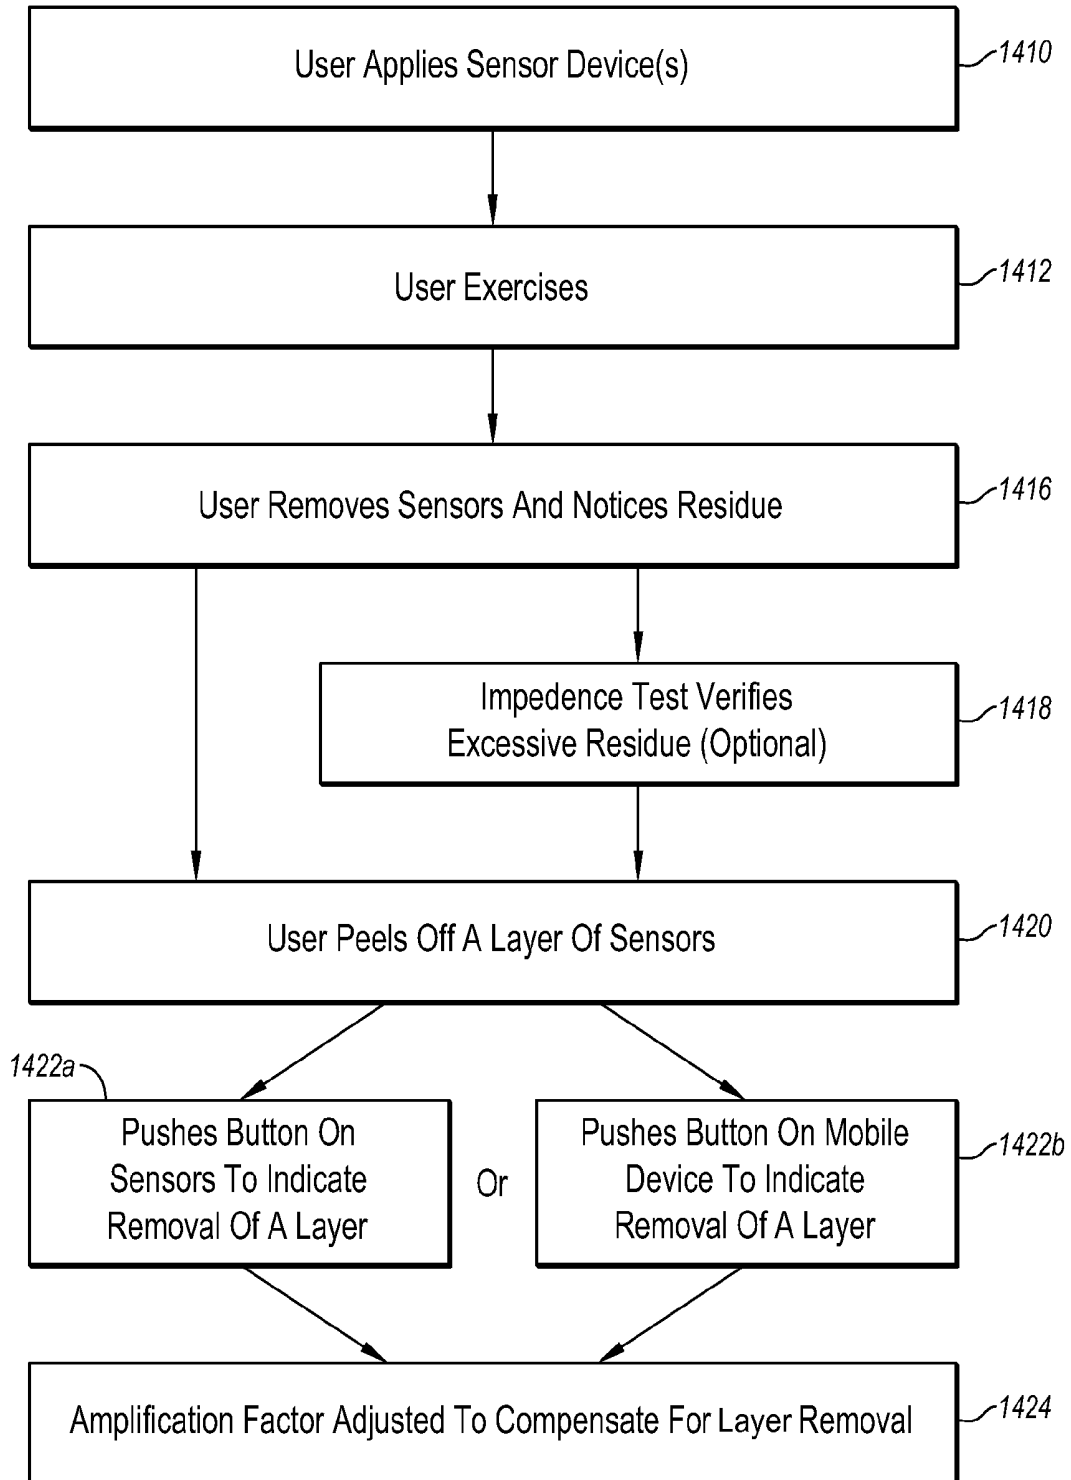 User Applies Sensor Device(s)
1410
User Exercises
1412
User Removes Sensors And Notices Residue
1416
Impedence Test Verifies
Excessive Residue (Optional)
1418
User Peels Off A Layer Of Sensors
1420
1422a
Pushes Button On
Sensors To Indicate
Removal Of A Layer
Or
Pushes Button On Mobile
Device To Indicate
Removal Of A Layer
1422b
Amplification Factor Adjusted To Compensate For Layer Removal
1424